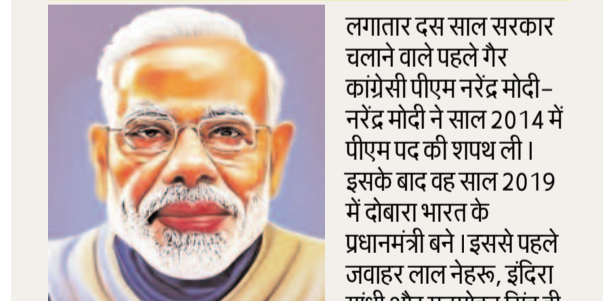 लगातार दस साल सरकार
चलाने वाले पहले गैर
कांग्रेसी पीएम नरेंद्र मोदी–
नरेंद्र मोदी ने साल 2014 में
पीएम पद की शपथ ली।
इसके बाद वह साल 2019
में दोबारा भारत के
प्रधानमंत्री बने। इससे पहले
जवाहर लाल नेहरू, इंदिरा